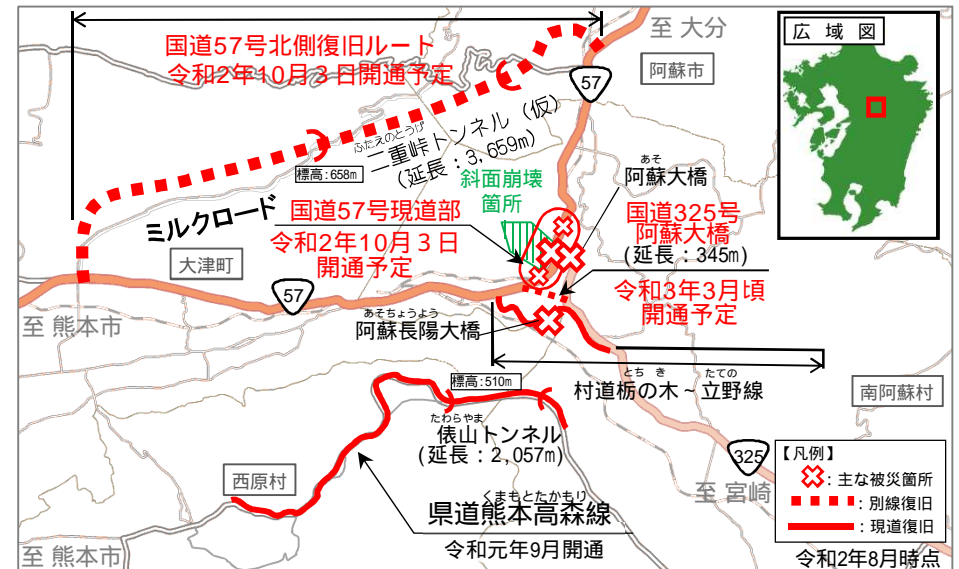 国道57号北側復旧ルート
令和2年10月3日開通予定
至 大分
57
阿蘇市
広域図
ふたえのとうげ
二重峠トンネル（仮）
(延長：3,659m)
標高:658m
ミルクロード
斜面崩壊
箇所
あそ
阿蘇大橋
国道57号現道部
令和2年10月３日
開通予定
国道325号
阿蘇大橋
(延長：345m)
令和3年3月頃
開通予定
大津町
57
至 熊本市
あそちょうよう
阿蘇長陽大橋
とちき たての
村道栃の木～立野線
南阿蘇村
標高:510m
たわらやま
俵山トンネル
(延長：2,057m)
西原村
くまもとたかもり
県道熊本高森線
令和元年9月開通
至 熊本市
325
至 宮崎
【凡例】
：主な被災箇所
：別線復旧
：現道復旧
令和2年8月時点